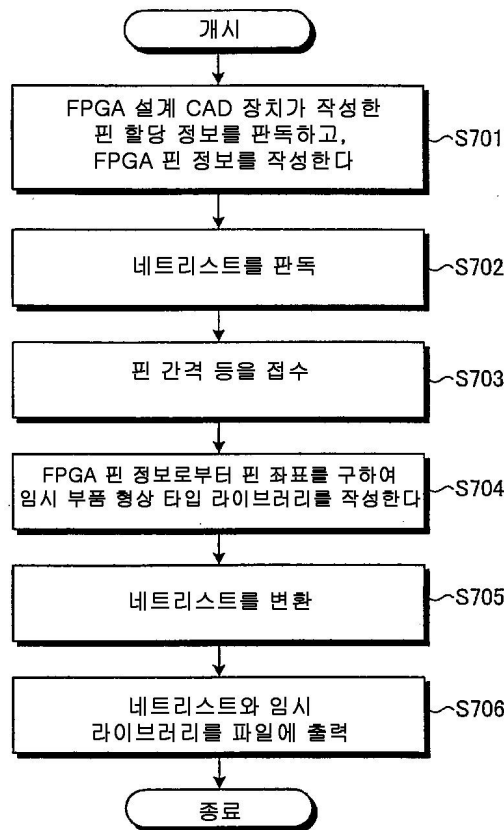 개시
FPGA 설계 CAD 장치가 작성한
핀 할당 정보를 판독하고,
FPGA 핀 정보를 작성한다
S701
네트리스트를 판독
S702
핀 간격 등을 접수
S703
FPGA 핀 정보로부터 핀 좌표를 구하여
임시 부품 형상 타입 라이브러리를 작성한다
S704
네트리스트를 변환
S705
네트리스트와 임시
라이브러리를 파일에 출력
S706
종료